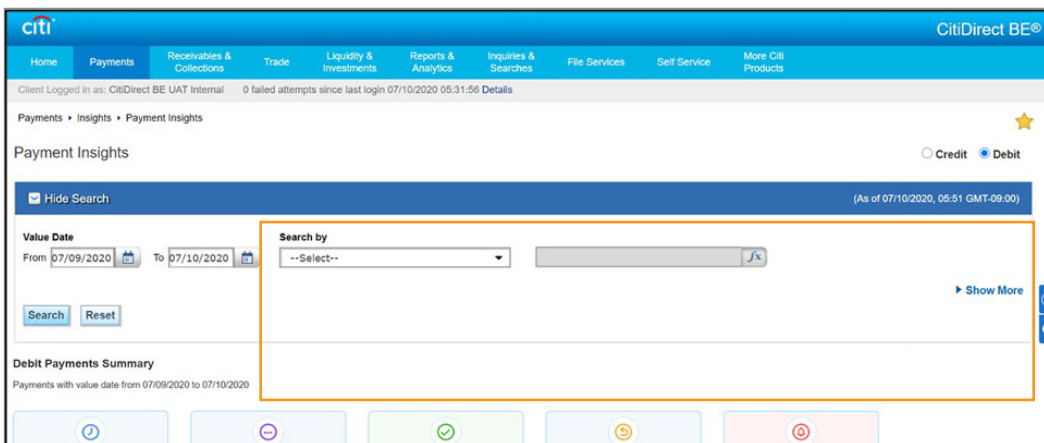 citi
CitiDirect BE®
Home Payments Receivables & Collections Trade Liquidity & Investments Reports & Analytics Inquiries & Searches File Services Self Service More Citi Products
Client Logged in as: CitiDirect BE UAT Internal 0 failed attempts since last login 07/10/2020 05:31:56 Details
Payments Insights Payment Insights
Payment Insights Credit Debit
Hide Search (As of 07/10/2020, 05:51 GMT-09:00)
Value Date Search by
From 07/09/2020 To 07/10/2020 --Select-- fx
Show More
Search Reset
Debit Payments Summary
Payments with value date from 07/09/2020 to 07/10/2020